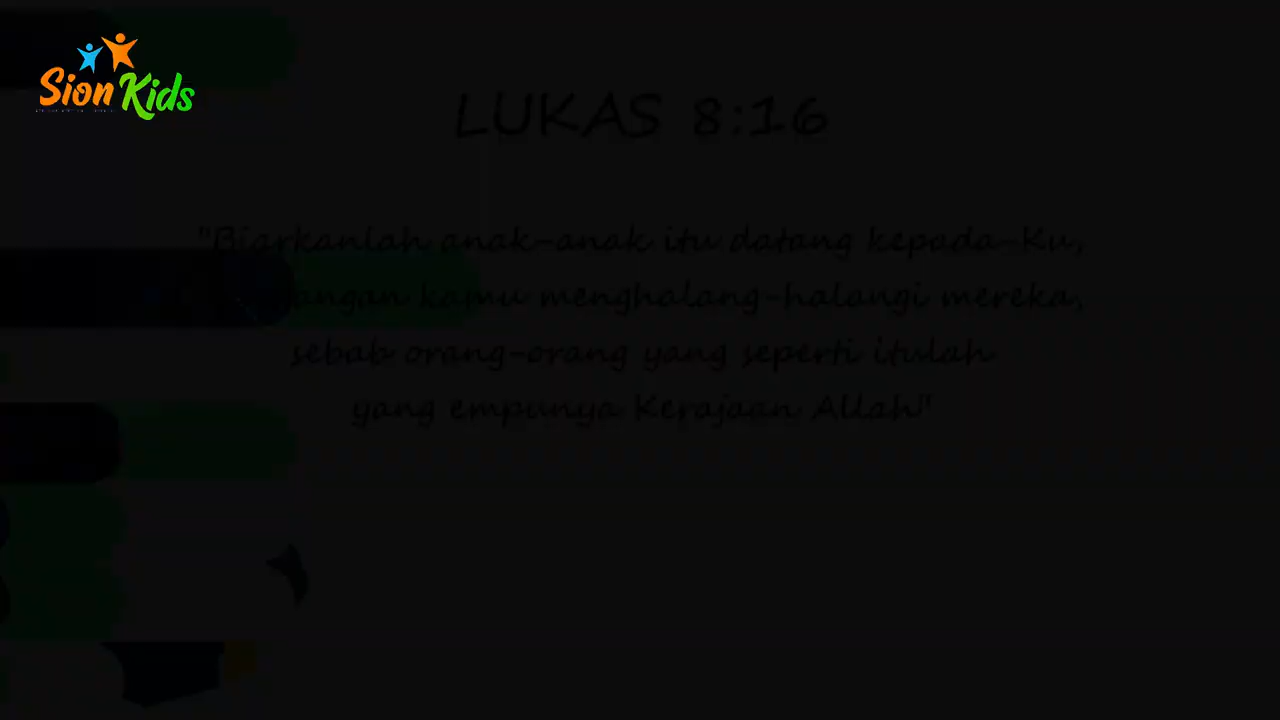 Sion Kids
LUKAS 8:16
"Biarkanlah anak-anak itu datang kepada-Ku,
jangan kamu menghalang-halangi mereka,
sebab orang-orang yang seperti itulah
yang empunya Kerajaan Allah"